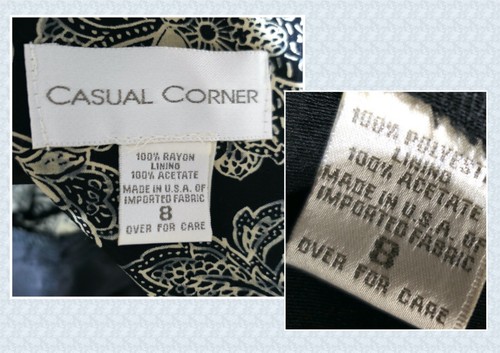 CASUAL CORNER
100% RAYON
LINING
100% ACETATE
MADE IN U.S.A. OF
IMPORTED FABRIC
8
OVER FOR CARE
100% POLYEST
LINING
100% ACETATE
MADE IN U.S.A. OF
IMPORTED FABRIC
8
OVER FOR CARE